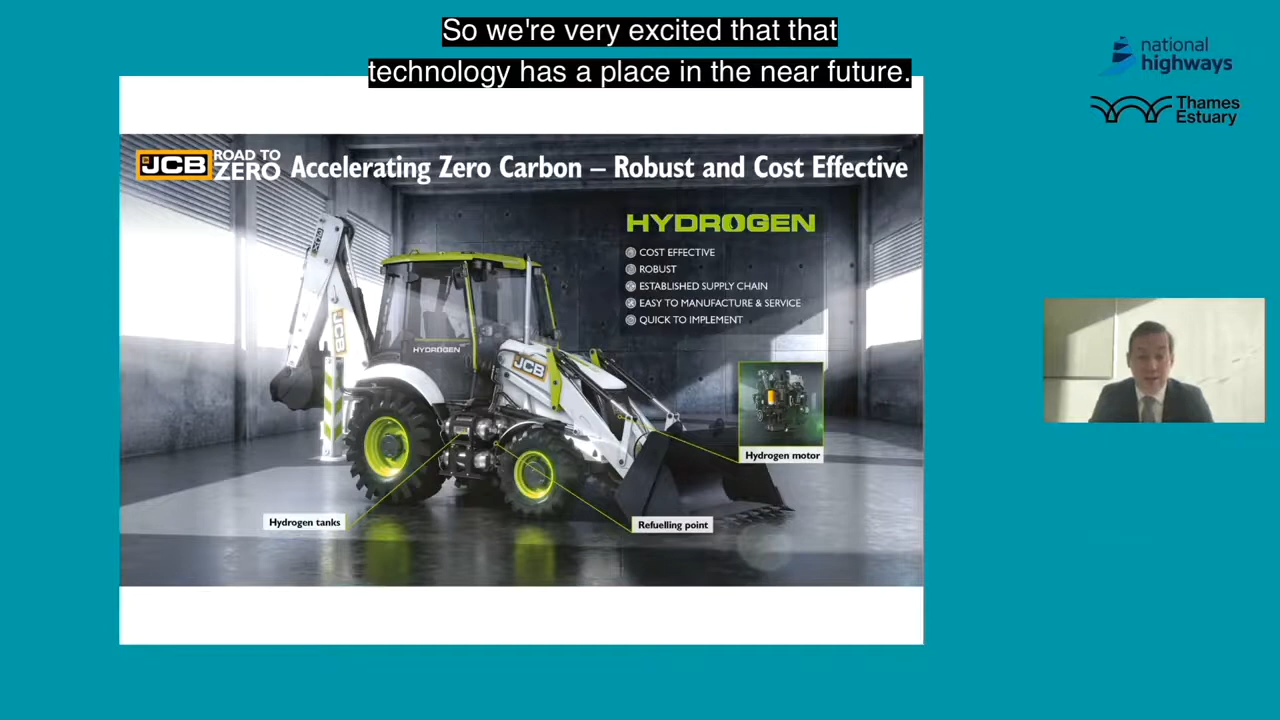 So we're very excited that that
technology has a place in the near future.
national
highways
Thames
Estuary
JCB ROAD TO
ZERO
Accelerating Zero Carbon – Robust and Cost Effective
HYDROGEN
COST EFFECTIVE
ROBUST
ESTABLISHED SUPPLY CHAIN
EASY TO MANUFACTURE & SERVICE
QUICK TO IMPLEMENT
JCB
JCB
HYDROGEN
JCB
Hydrogen motor
Hydrogen tanks
Refuelling point